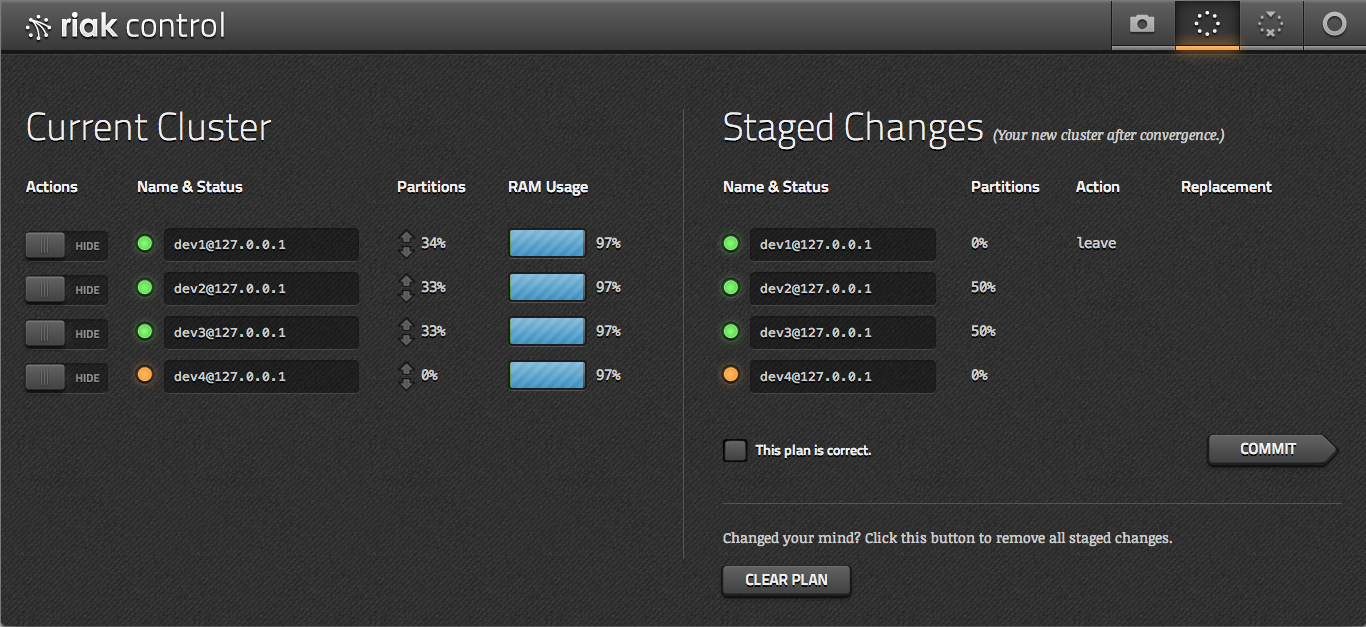 riak control
Current Cluster
Actions Name & Status Partitions RAM Usage
HIDE dev1@127.0.0.1 34% 97%
HIDE dev2@127.0.0.1 33% 97%
HIDE dev3@127.0.0.1 33% 97%
HIDE dev4@127.0.0.1 0% 97%
Staged Changes (Your new cluster after convergence.)
Name & Status Partitions Action Replacement
dev1@127.0.0.1 0% leave
dev2@127.0.0.1 50%
dev3@127.0.0.1 50%
dev4@127.0.0.1 0%
This plan is correct. COMMIT
Changed your mind? Click this button to remove all staged changes.
CLEAR PLAN